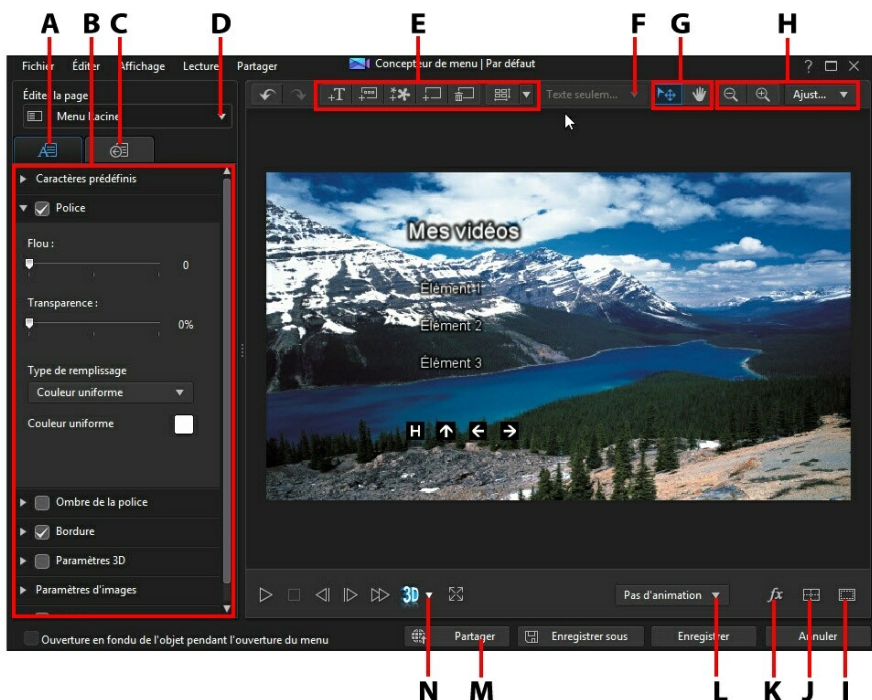 A B C D E F G H
Fichier Éditer Affichage Lecture Partager Concepteur de menu | Par défaut ?
Éditer la page
Menu Racine
T Texte seulem... Ajust...
A
Caractères prédéfinis
Police
Flou :
0
Transparence :
0%
Type de remplissage
Couleur uniforme
Couleur uniforme
Ombre de la police
Bordure
Paramètres 3D
Paramètres d'images
Mes vidéos
Élément 1
Élément 2
Élément 3
H
3D Pas d'animation fx
Ouverture en fondu de l'objet pendant l'ouverture du menu Partager Enregistrer sous Enregistrer Annuler
N M L K J I